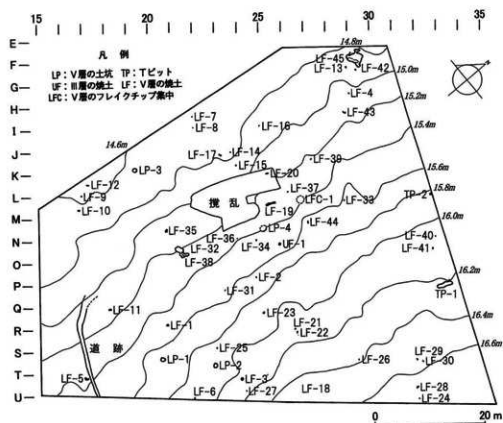 15 20 25 30
E
F
G
H
I
J
K
L
M
N
O
P
Q
R
S
T
U
凡 例
LP：Ⅴ層の土坑 TP：Tピット
UF：Ⅲ層の焼土 LF：Ⅴ層の焼土
LFC：Ⅴ層のフレイクチップ集中
14.8m
LF-45
LF-13
LF-42
15.0m
LF-4
15.2m
LF-7
LF-43
LF-8
LF-16
15.4m
14.6m
LF-17
LF-14
LF-39
LP-3
LF-15
15.6m
LF-20
LF-12
LF-37
15.8m
LF-9
攪乱
LFC-1
LF-33
TP-2
LF-10
LF-19
16.0m
LF-35
LF-36
LP-4
LF-44
LF-40
LF-32
LF-34
UF-1
LF-41
LF-38
LF-2
16.2m
LF-31
TP-1
LF-11
LF-23
LF-1
LF-21
16.4m
LF-22
道 跡
LF-25
16.6m
LP-1
LP-2
LF-26
LF-29
LF-30
LF-5
LF-3
LF-6
LF-27
LF-18
LF-28
LF-24
0 20 m